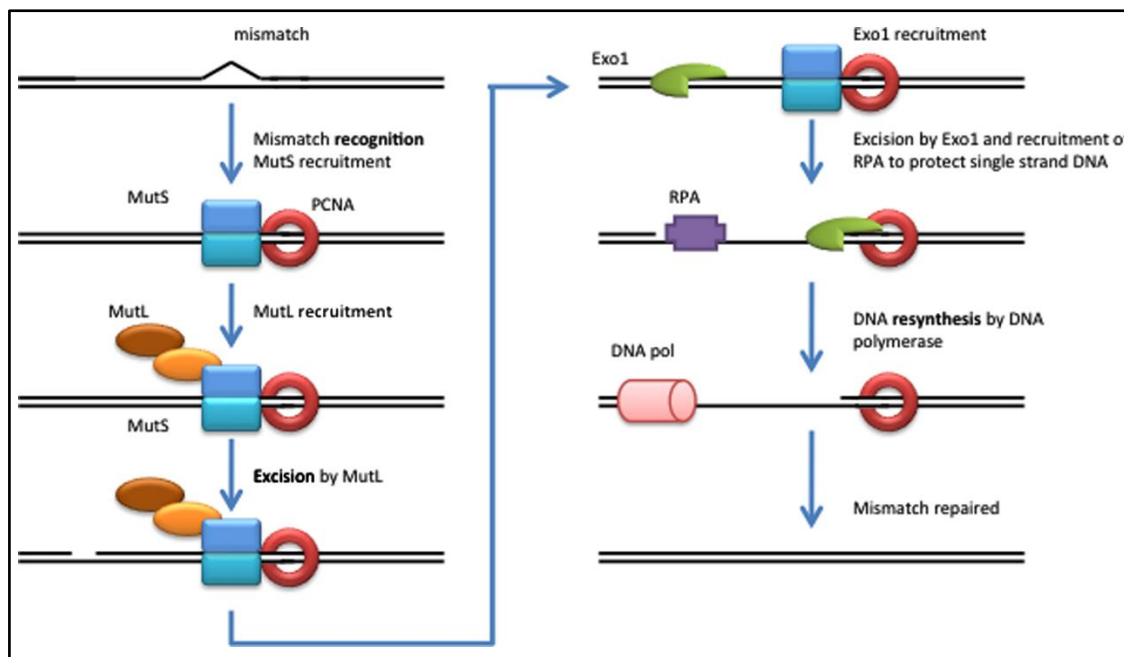 mismatch
Mismatch recognition
MutS recruitment
MutS
PCNA
MutL
MutL recruitment
MutS
Excision by MutL
Exo1
Exo1 recruitment
Excision by Exo1 and recruitment of
RPA to protect single strand DNA
RPA
DNA resynthesis by DNA
polymerase
DNA pol
Mismatch repaired